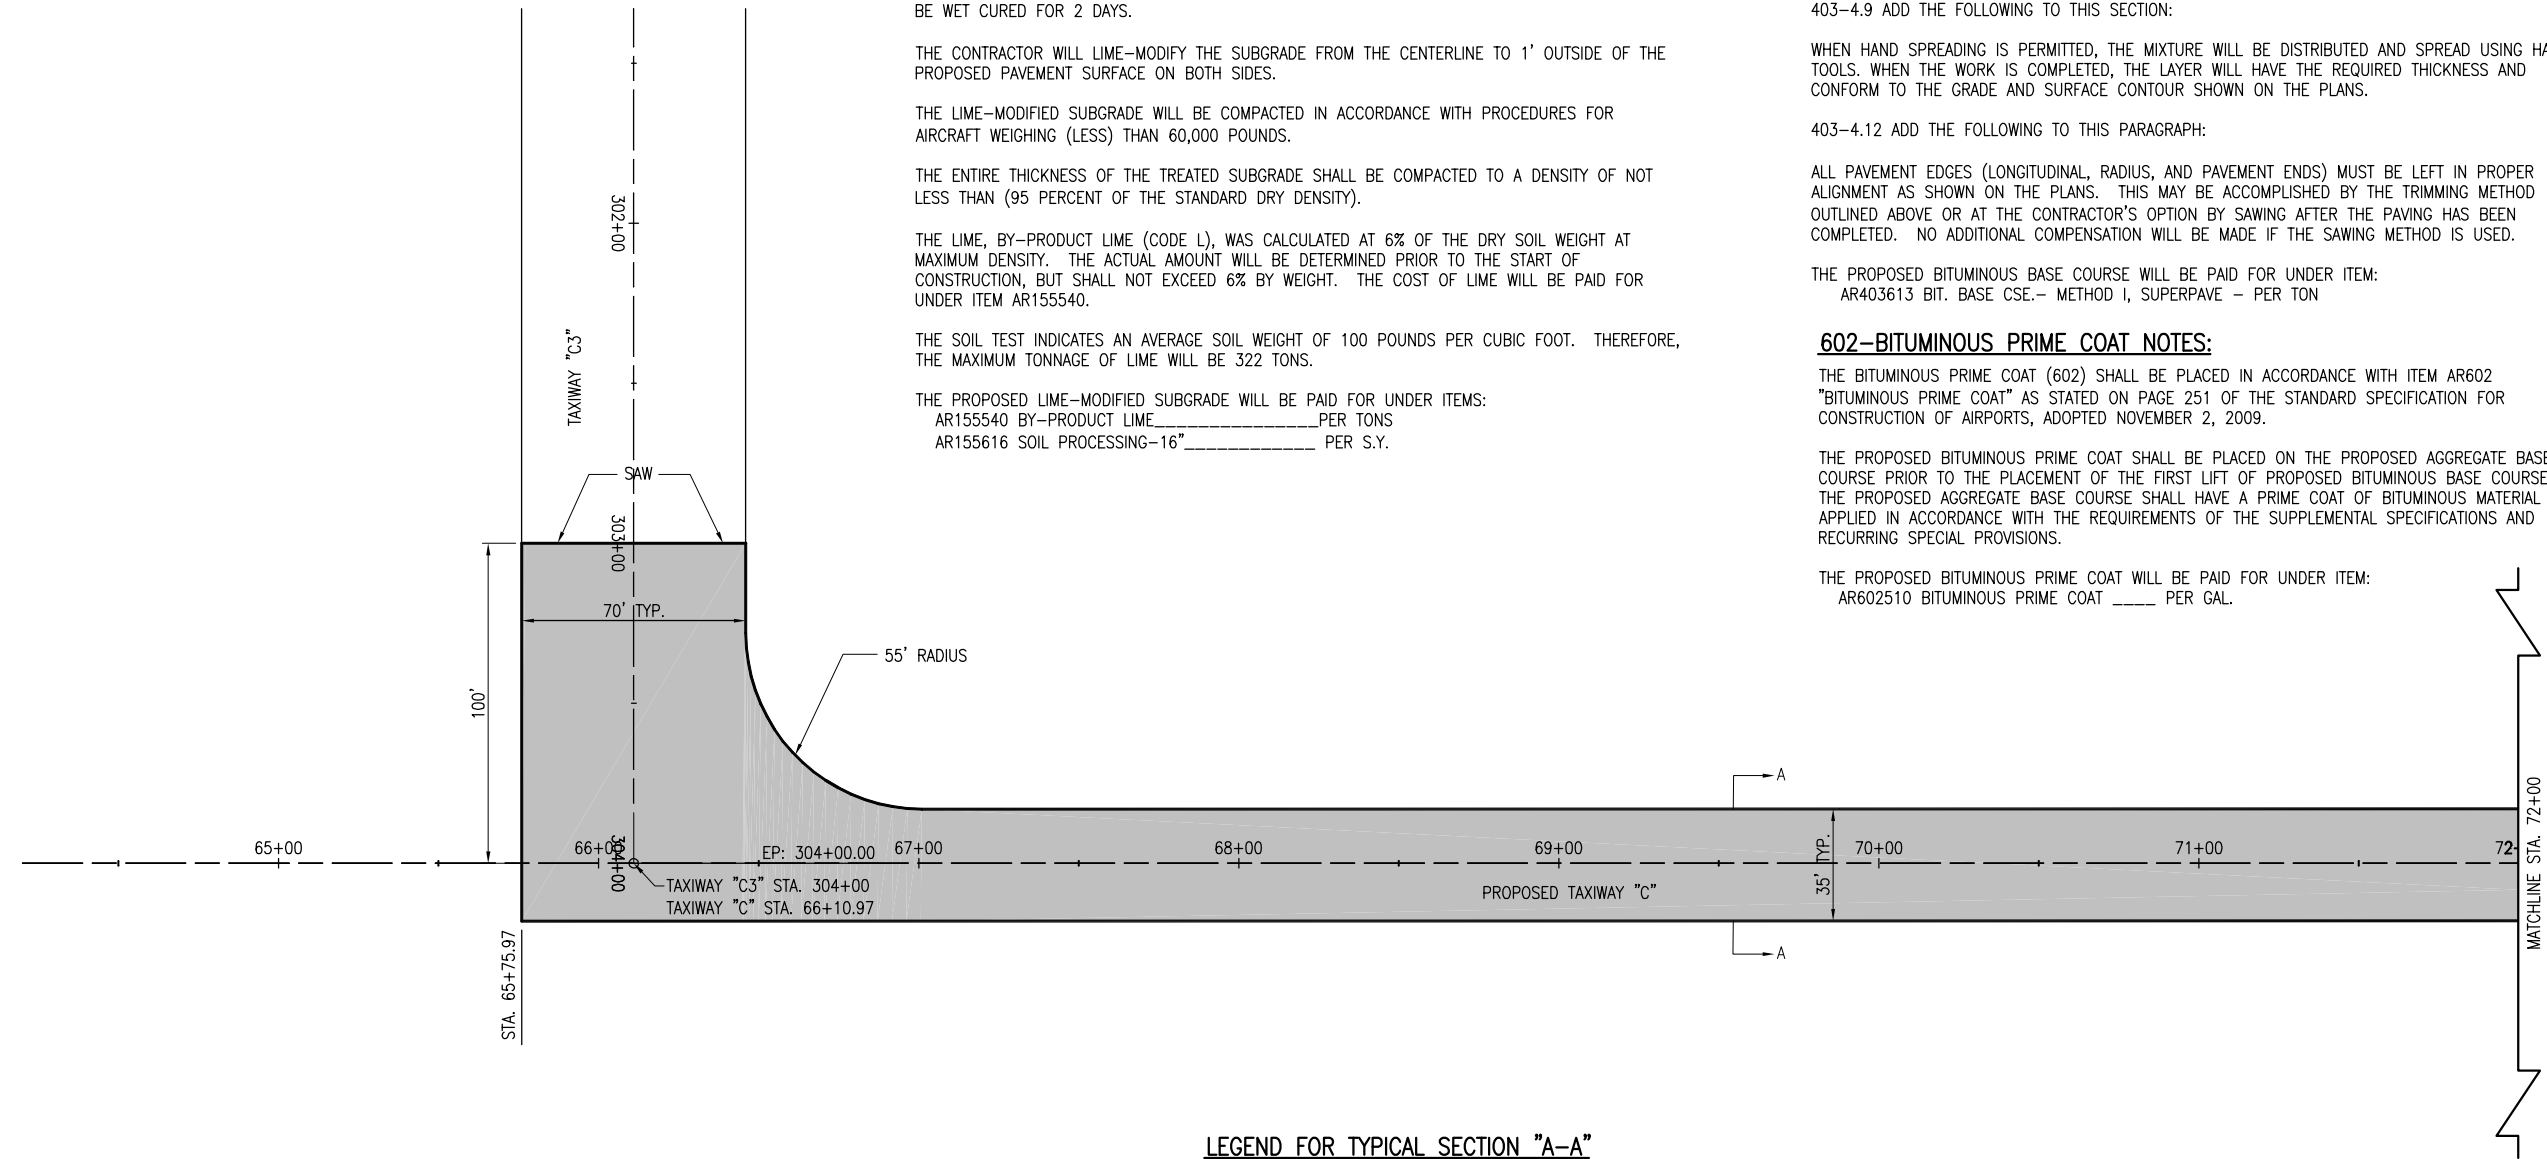 BE WET CURED FOR 2 DAYS.
THE CONTRACTOR WILL LIME-MODIFY THE SUBGRADE FROM THE CENTERLINE TO 1' OUTSIDE OF THE
PROPOSED PAVEMENT SURFACE ON BOTH SIDES.
THE LIME-MODIFIED SUBGRADE WILL BE COMPACTED IN ACCORDANCE WITH PROCEDURES FOR
AIRCRAFT WEIGHING (LESS) THAN 60,000 POUNDS.
THE ENTIRE THICKNESS OF THE TREATED SUBGRADE SHALL BE COMPACTED TO A DENSITY OF NOT
LESS THAN (95 PERCENT OF THE STANDARD DRY DENSITY).
THE LIME, BY-PRODUCT LIME (CODE L), WAS CALCULATED AT 6% OF THE DRY SOIL WEIGHT AT
MAXIMUM DENSITY. THE ACTUAL AMOUNT WILL BE DETERMINED PRIOR TO THE START OF
CONSTRUCTION, BUT SHALL NOT EXCEED 6% BY WEIGHT. THE COST OF LIME WILL BE PAID FOR
UNDER ITEM AR155540.
THE SOIL TEST INDICATES AN AVERAGE SOIL WEIGHT OF 100 POUNDS PER CUBIC FOOT. THEREFORE,
THE MAXIMUM TONNAGE OF LIME WILL BE 322 TONS.
THE PROPOSED LIME-MODIFIED SUBGRADE WILL BE PAID FOR UNDER ITEMS:
AR155540 BY-PRODUCT LIME_______________PER TONS
AR155616 SOIL PROCESSING-16"____________ PER S.Y.
403-4.9 ADD THE FOLLOWING TO THIS SECTION:
WHEN HAND SPREADING IS PERMITTED, THE MIXTURE WILL BE DISTRIBUTED AND SPREAD USING HA
TOOLS. WHEN THE WORK IS COMPLETED, THE LAYER WILL HAVE THE REQUIRED THICKNESS AND
CONFORM TO THE GRADE AND SURFACE CONTOUR SHOWN ON THE PLANS.
403-4.12 ADD THE FOLLOWING TO THIS PARAGRAPH:
ALL PAVEMENT EDGES (LONGITUDINAL, RADIUS, AND PAVEMENT ENDS) MUST BE LEFT IN PROPER
ALIGNMENT AS SHOWN ON THE PLANS. THIS MAY BE ACCOMPLISHED BY THE TRIMMING METHOD
OUTLINED ABOVE OR AT THE CONTRACTOR'S OPTION BY SAWING AFTER THE PAVING HAS BEEN
COMPLETED. NO ADDITIONAL COMPENSATION WILL BE MADE IF THE SAWING METHOD IS USED.
THE PROPOSED BITUMINOUS BASE COURSE WILL BE PAID FOR UNDER ITEM:
AR403613 BIT. BASE CSE.- METHOD I, SUPERPAVE - PER TON
602-BITUMINOUS PRIME COAT NOTES:
THE BITUMINOUS PRIME COAT (602) SHALL BE PLACED IN ACCORDANCE WITH ITEM AR602
"BITUMINOUS PRIME COAT" AS STATED ON PAGE 251 OF THE STANDARD SPECIFICATION FOR
CONSTRUCTION OF AIRPORTS, ADOPTED NOVEMBER 2, 2009.
THE PROPOSED BITUMINOUS PRIME COAT SHALL BE PLACED ON THE PROPOSED AGGREGATE BASE
COURSE PRIOR TO THE PLACEMENT OF THE FIRST LIFT OF PROPOSED BITUMINOUS BASE COURSE
THE PROPOSED AGGREGATE BASE COURSE SHALL HAVE A PRIME COAT OF BITUMINOUS MATERIAL
APPLIED IN ACCORDANCE WITH THE REQUIREMENTS OF THE SUPPLEMENTAL SPECIFICATIONS AND
RECURRING SPECIAL PROVISIONS.
THE PROPOSED BITUMINOUS PRIME COAT WILL BE PAID FOR UNDER ITEM:
AR602510 BITUMINOUS PRIME COAT ____ PER GAL.
302+00
TAXIWAY "C3"
SAW
303+00
70' TYP.
55' RADIUS
100'
A
65+00
66+00
304+00
EP: 304+00.00
67+00
68+00
69+00
35' TYP.
70+00
71+00
72+
TAXIWAY "C3" STA. 304+00
TAXIWAY "C" STA. 66+10.97
PROPOSED TAXIWAY "C"
MATCHLINE STA. 72+00
A
STA. 65+75.97
LEGEND FOR TYPICAL SECTION "A-A"